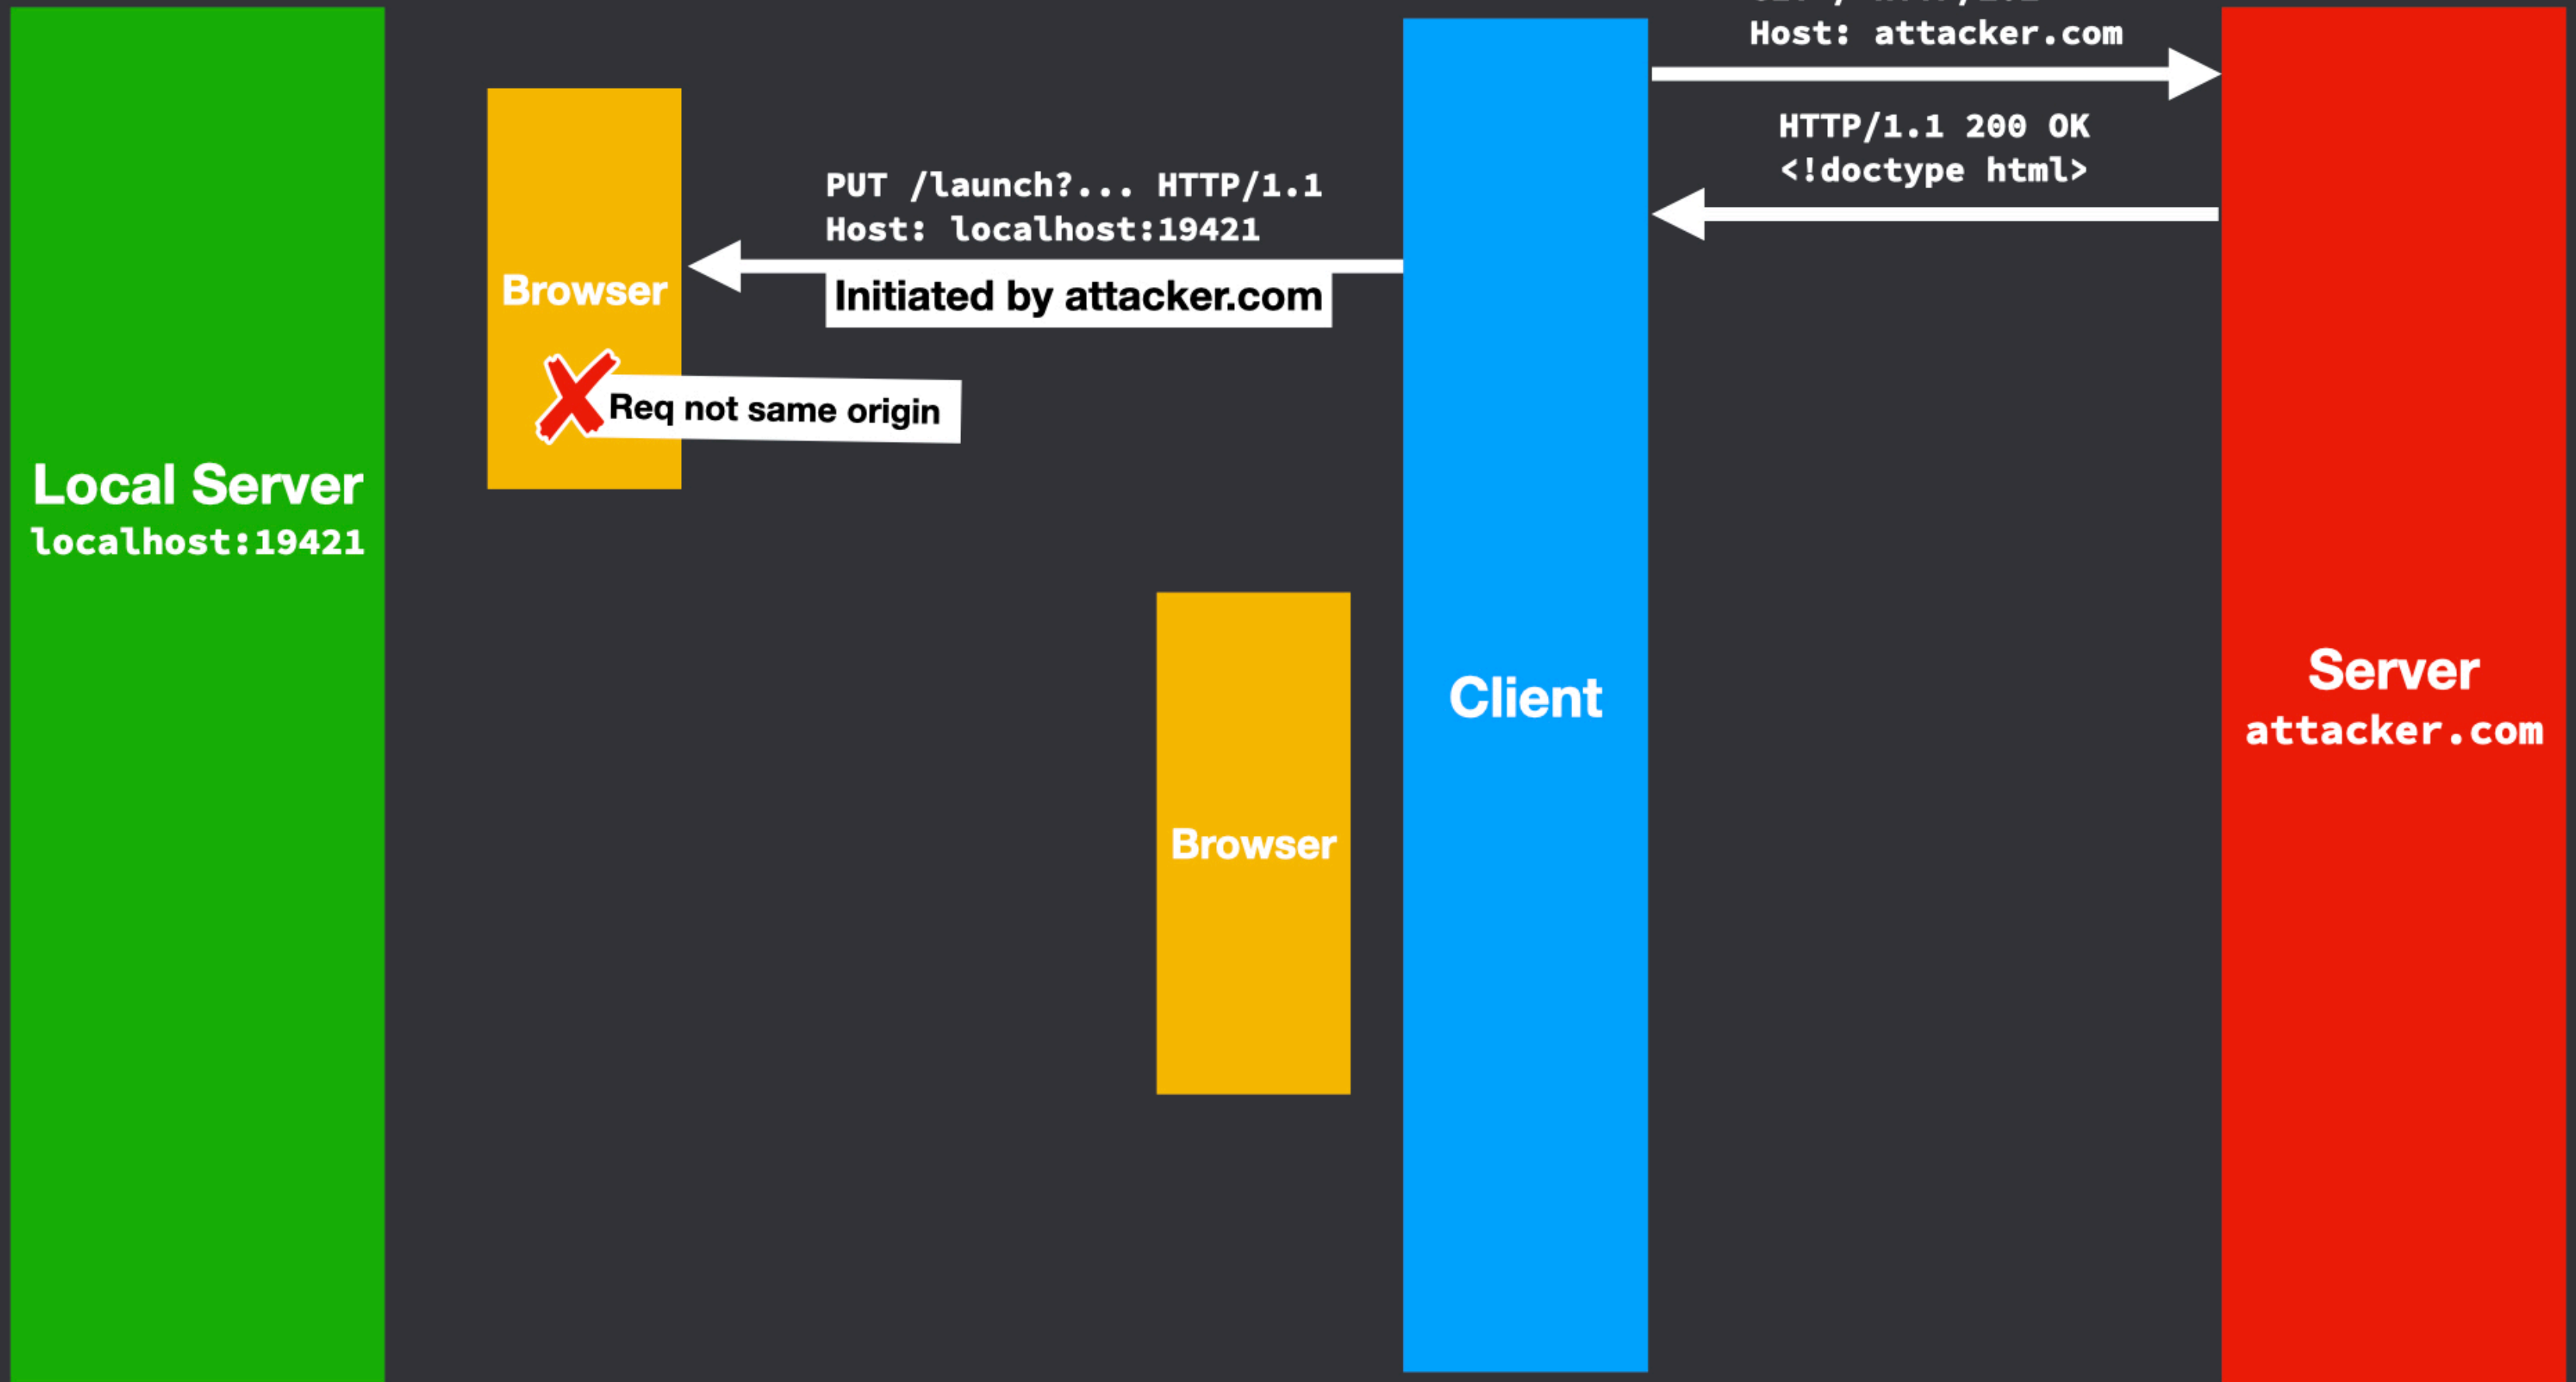 Host: attacker.com
HTTP/1.1 200 OK
<!doctype html>
PUT /launch?... HTTP/1.1
Host: localhost:19421
Initiated by attacker.com
Browser
Req not same origin
Local Server
localhost:19421
Browser
Client
Server
attacker.com